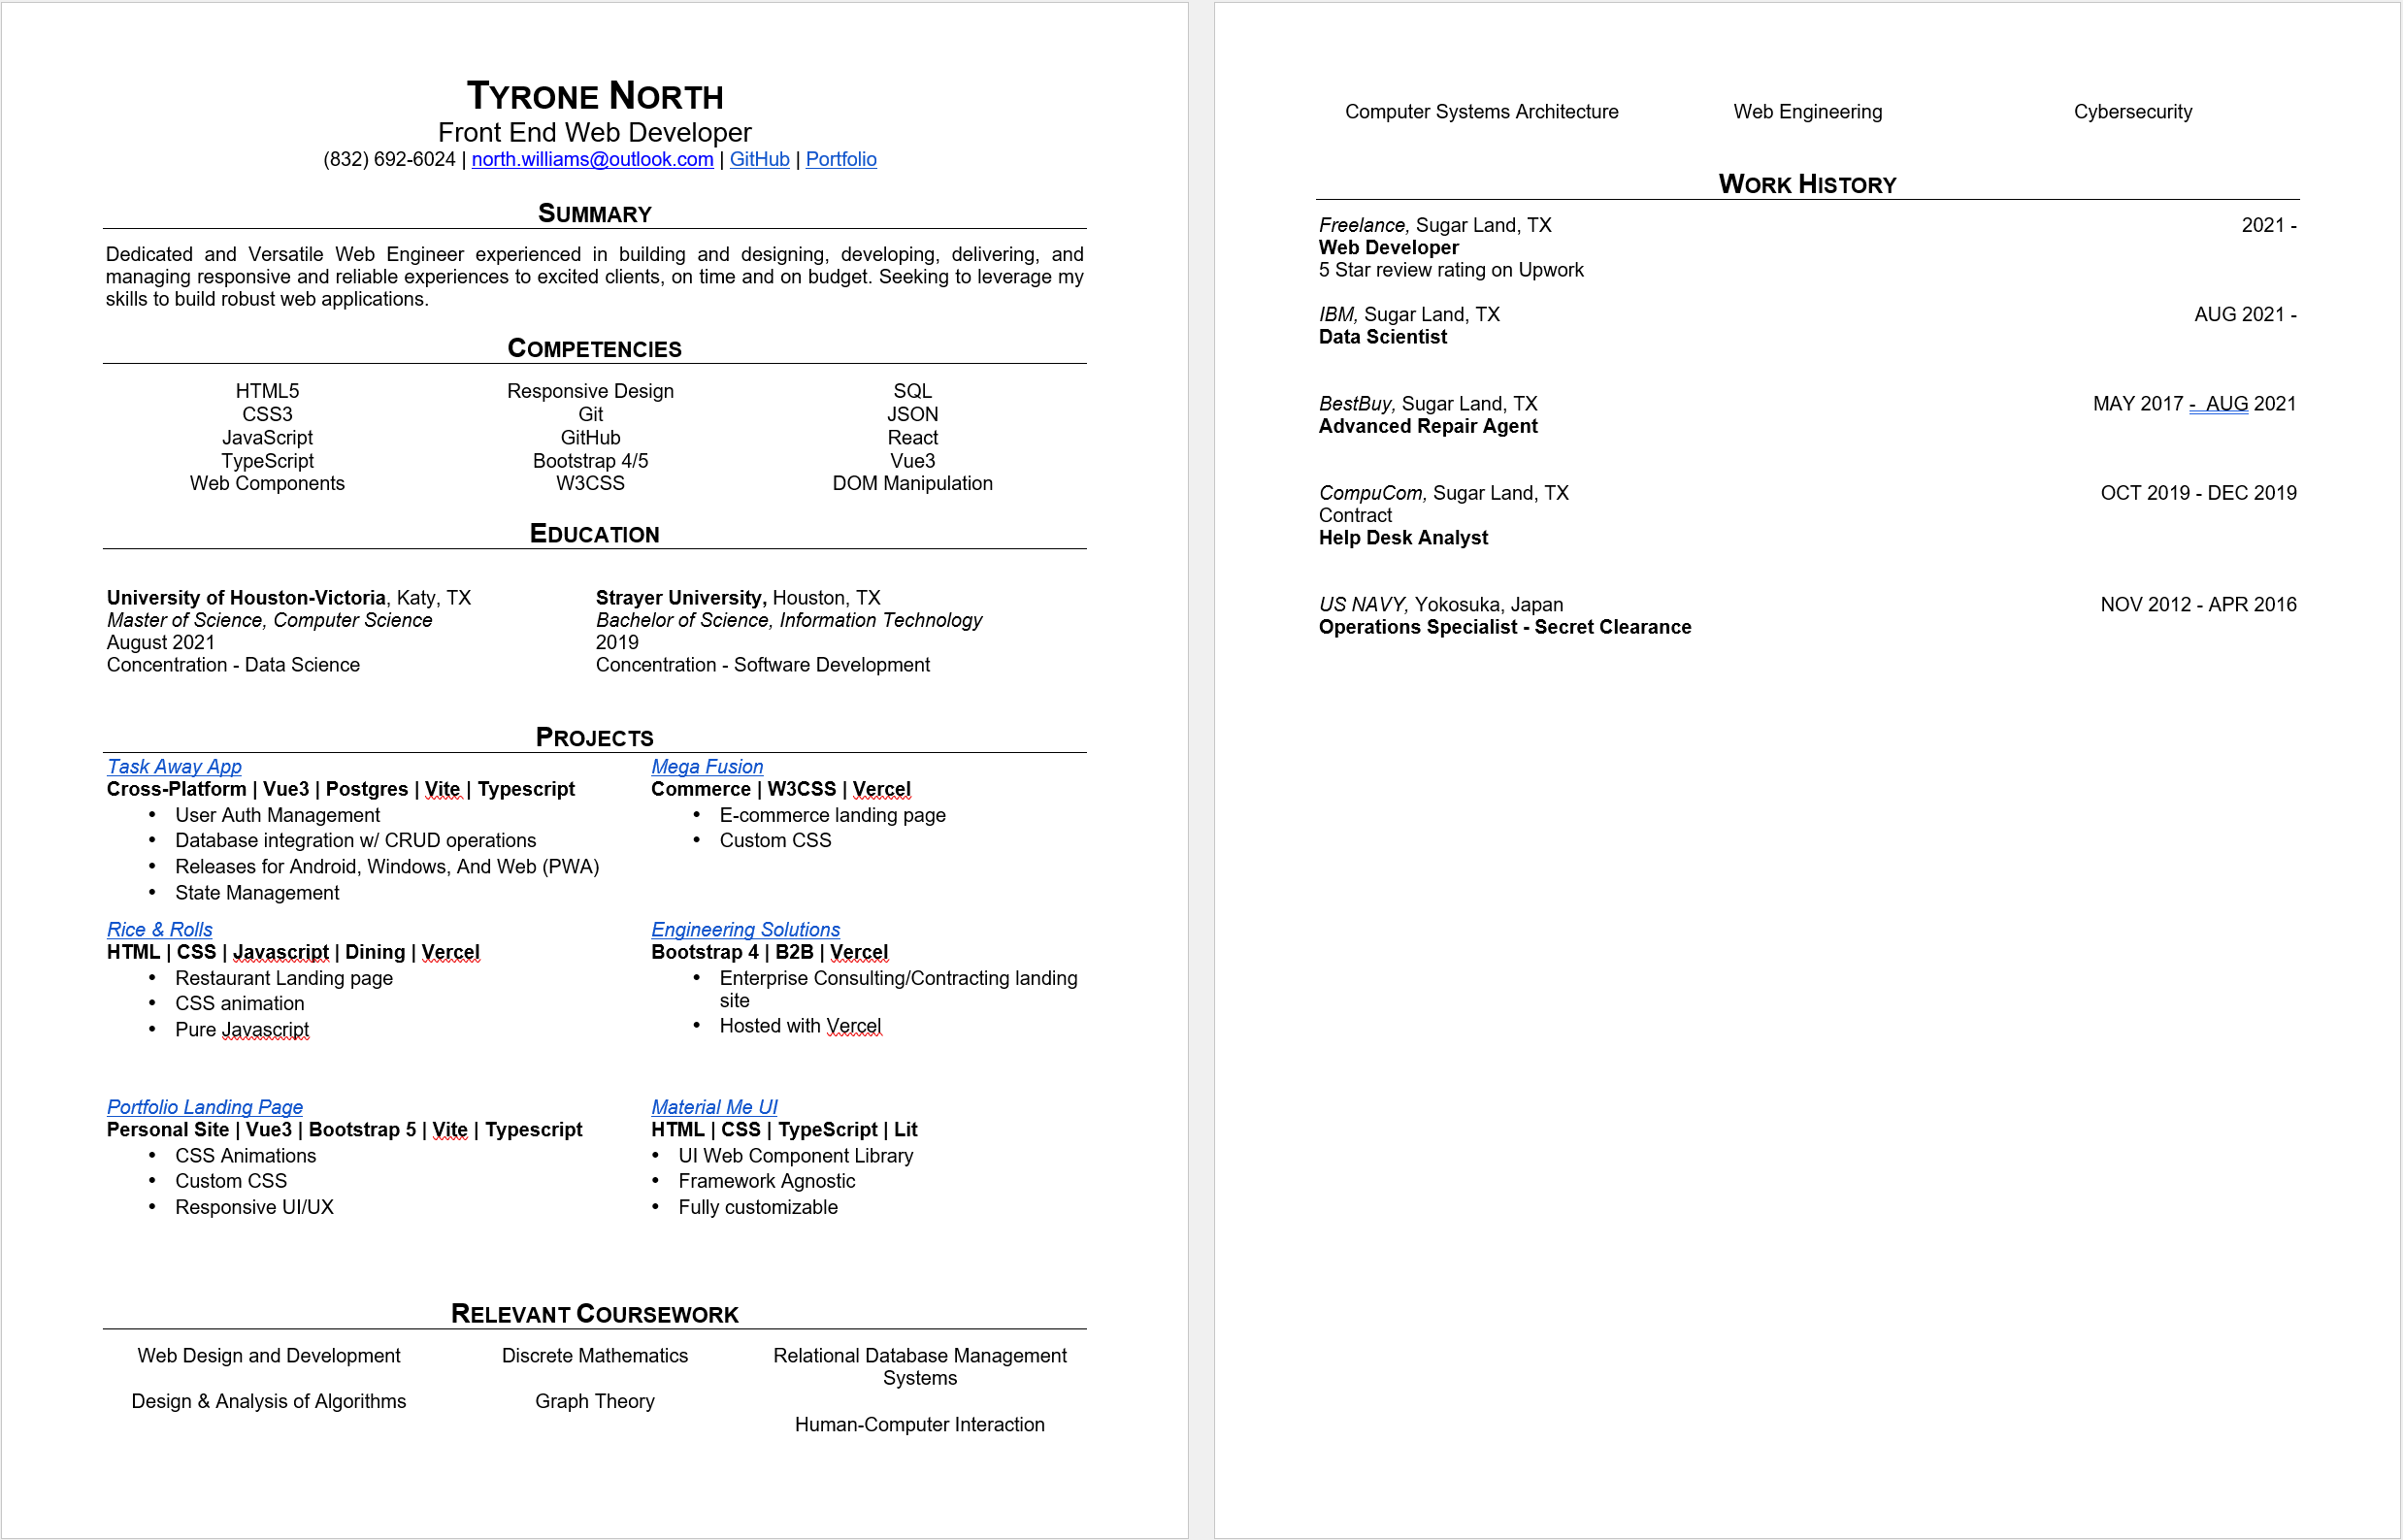 TYRONE NORTH
Front End Web Developer
(832) 692-6024 | north.williams@outlook.com | GitHub | Portfolio
SUMMARY
Dedicated and Versatile Web Engineer experienced in building and designing, developing, delivering, and
managing responsive and reliable experiences to excited clients, on time and on budget. Seeking to leverage my
skills to build robust web applications.
COMPETENCIES
HTML5
CSS3
JavaScript
TypeScript
Web Components
Responsive Design
Git
GitHub
Bootstrap 4/5
W3CSS
SQL
JSON
React
Vue3
DOM Manipulation
EDUCATION
University of Houston-Victoria, Katy, TX
Master of Science, Computer Science
August 2021
Concentration - Data Science
Strayer University, Houston, TX
Bachelor of Science, Information Technology
2019
Concentration - Software Development
PROJECTS
Task Away App
Cross-Platform | Vue3 | Postgres | Vite | Typescript
• User Auth Management
• Database integration w/ CRUD operations
• Releases for Android, Windows, And Web (PWA)
• State Management
Mega Fusion
Commerce | W3CSS | Vercel
• E-commerce landing page
• Custom CSS
Rice & Rolls
HTML | CSS | Javascript | Dining | Vercel
• Restaurant Landing page
• CSS animation
• Pure Javascript
Engineering Solutions
Bootstrap 4 | B2B | Vercel
• Enterprise Consulting/Contracting landing
site
• Hosted with Vercel
Portfolio Landing Page
Personal Site | Vue3 | Bootstrap 5 | Vite | Typescript
• CSS Animations
• Custom CSS
• Responsive UI/UX
Material Me UI
HTML | CSS | TypeScript | Lit
• UI Web Component Library
• Framework Agnostic
• Fully customizable
RELEVANT COURSEWORK
Web Design and Development
Design & Analysis of Algorithms
Discrete Mathematics
Graph Theory
Relational Database Management
Systems
Human-Computer Interaction
Computer Systems Architecture
Web Engineering
Cybersecurity
WORK HISTORY
Freelance, Sugar Land, TX 2021 -
Web Developer
5 Star review rating on Upwork
IBM, Sugar Land, TX AUG 2021 -
Data Scientist
BestBuy, Sugar Land, TX MAY 2017 -  AUG 2021
Advanced Repair Agent
CompuCom, Sugar Land, TX OCT 2019 - DEC 2019
Contract
Help Desk Analyst
US NAVY, Yokosuka, Japan NOV 2012 - APR 2016
Operations Specialist - Secret Clearance